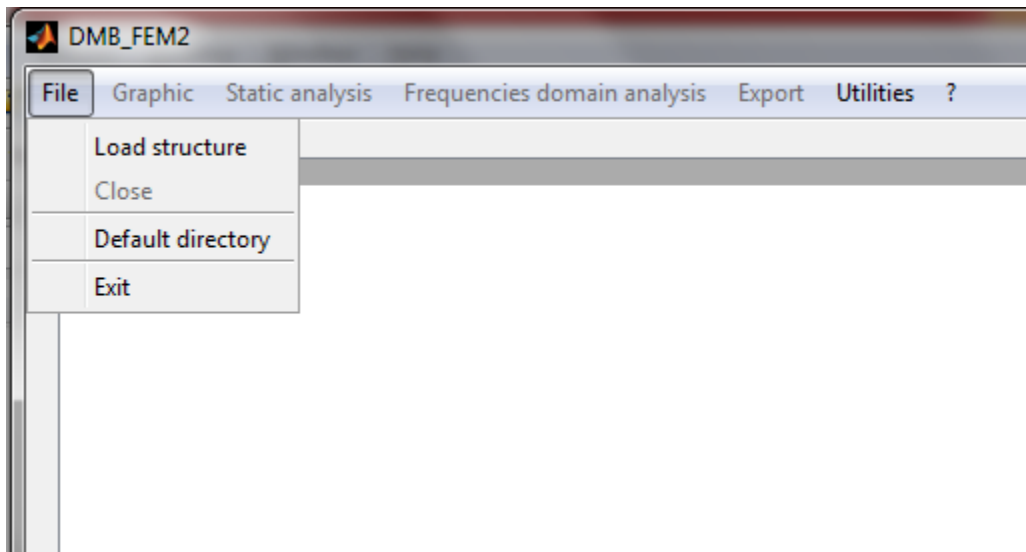 DMB_FEM2
File Graphic Static analysis Frequencies domain analysis Export Utilities ?
Load structure
Close
Default directory
Exit